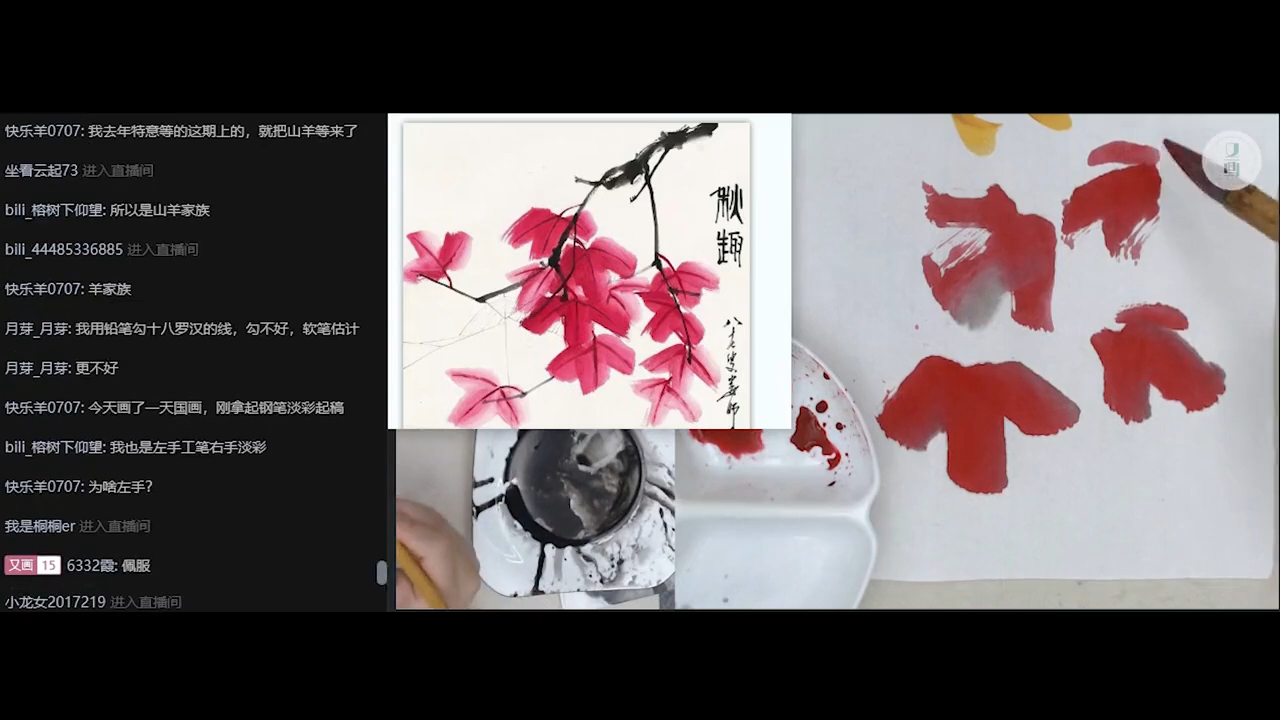 快乐羊0707: 我去年特意等的这期上的，就把山羊等来了
坐看云起73 进入直播间
bili_榕树下仰望: 所以是山羊家族
bili_44485336885 进入直播间
快乐羊0707: 羊家族
月芽_月芽: 我用铅笔勾十八罗汉的线，勾不好，软笔估计
月芽_月芽: 更不好
快乐羊0707: 今天画了一天国画，刚拿起钢笔淡彩起稿
bili_榕树下仰望: 我也是左手工笔右手淡彩
快乐羊0707: 为啥左手？
我是桐桐er 进入直播间
又画 15 6332霞: 佩服
小龙女2017219 进入直播间
秋趣